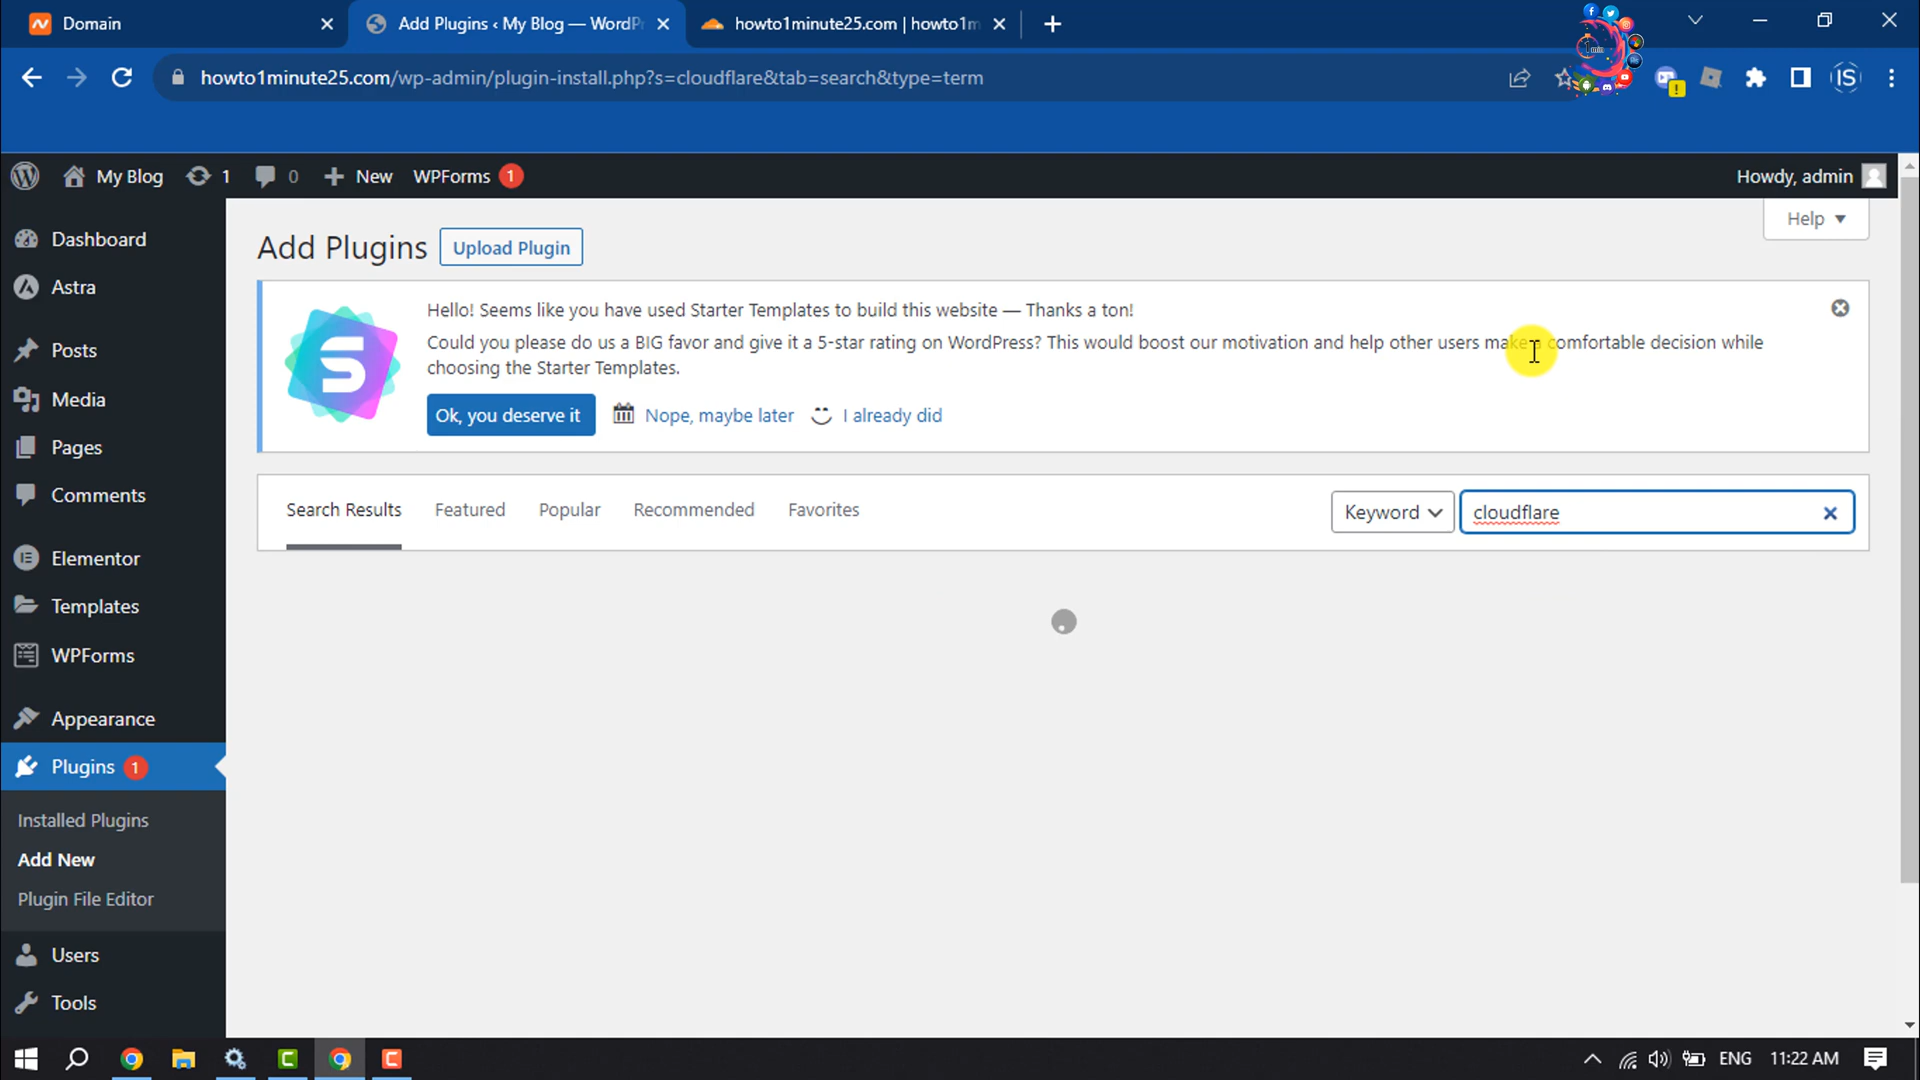 Domain
Add Plugins ‹ My Blog — WordPr
howto1minute25.com | howto1m
howto1minute25.com/wp-admin/plugin-install.php?s=cloudflare&tab=search&type=term
1min
IS
My Blog
1
0
New
WPForms
1
Howdy, admin
Help
Dashboard
Astra
Posts
Media
Pages
Comments
Elementor
Templates
WPForms
Appearance
Plugins
1
Installed Plugins
Add New
Plugin File Editor
Users
Tools
Add Plugins
Upload Plugin
S
Hello! Seems like you have used Starter Templates to build this website — Thanks a ton!
Could you please do us a BIG favor and give it a 5-star rating on WordPress? This would boost our motivation and help other users make a comfortable decision while
choosing the Starter Templates.
Ok, you deserve it
Nope, maybe later
I already did
Search Results
Featured
Popular
Recommended
Favorites
Keyword
cloudflare
ENG
11:22 AM